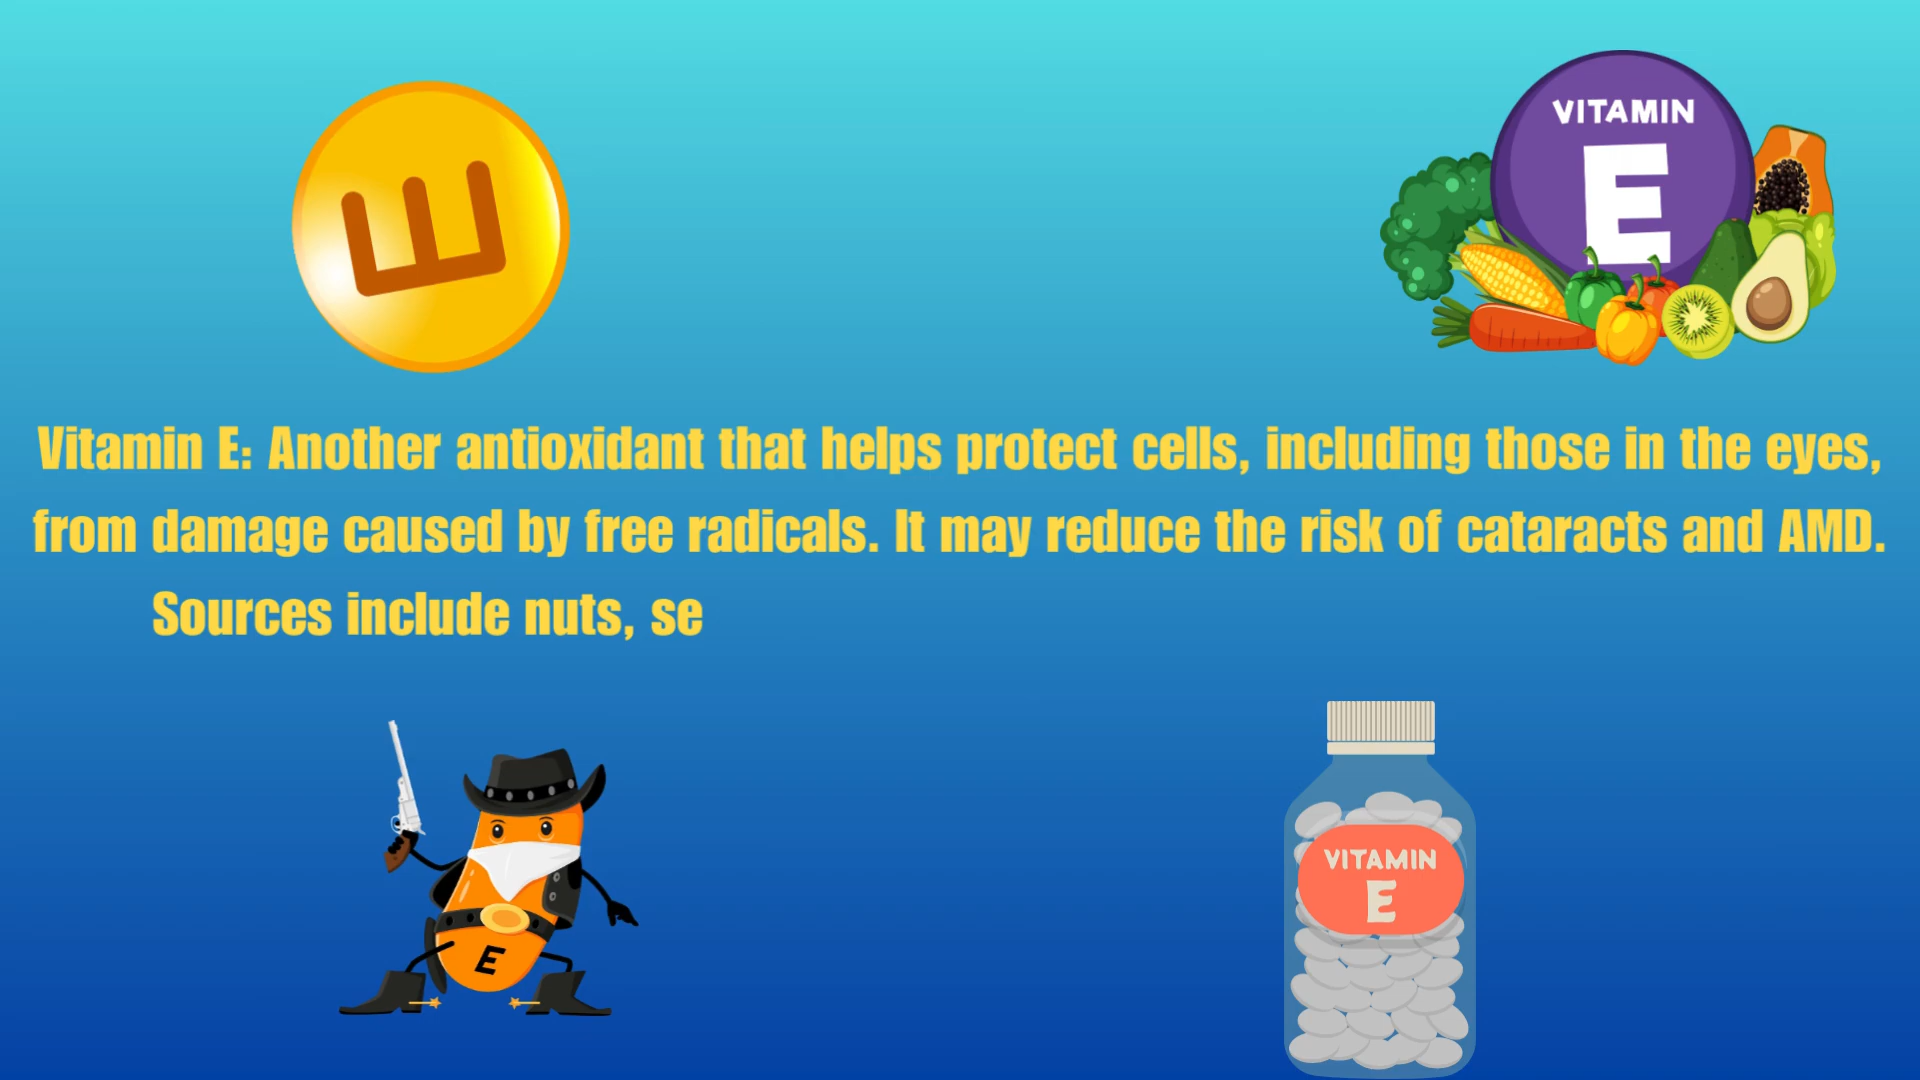 E
VITAMIN
E
Vitamin E: Another antioxidant that helps protect cells, including those in the eyes,
from damage caused by free radicals. It may reduce the risk of cataracts and AMD.
Sources include nuts, se
E
VITAMIN
E